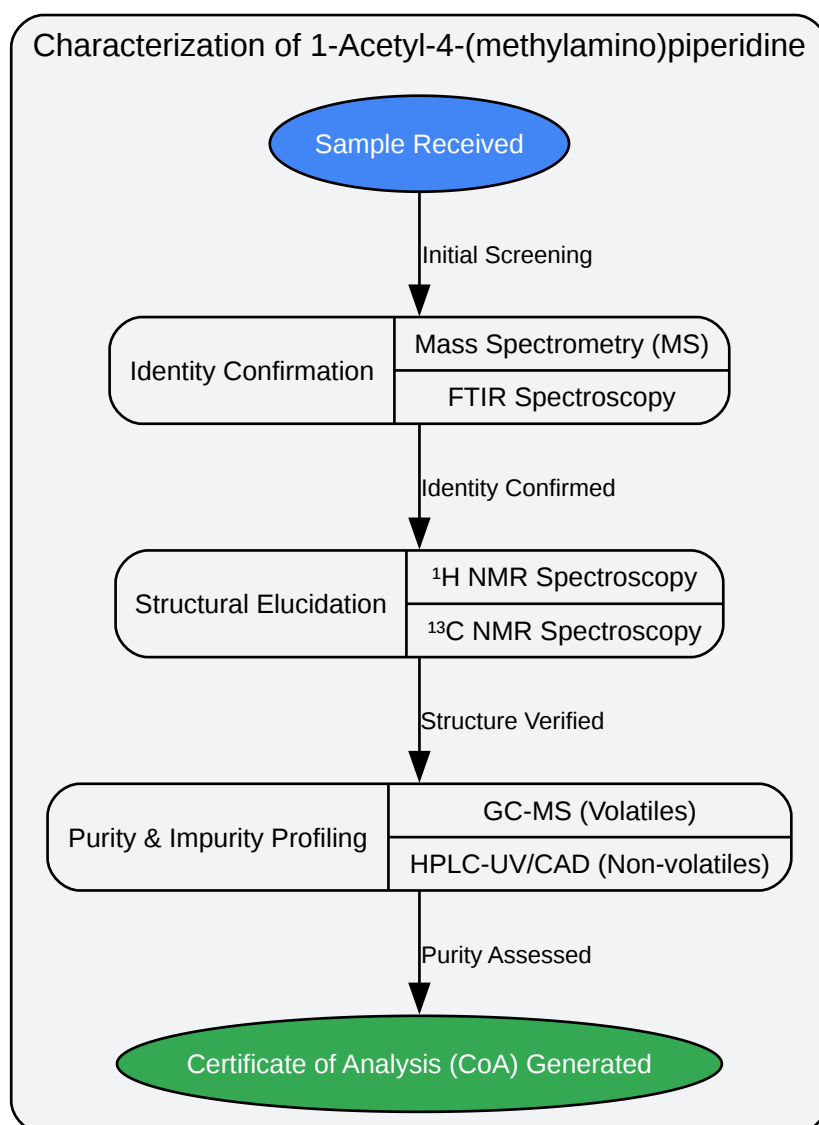 Characterization of 1-Acetyl-4-(methylamino)piperidine
Sample Received
Initial Screening
Identity Confirmation
Mass Spectrometry (MS)
FTIR Spectroscopy
Identity Confirmed
Structural Elucidation
¹H NMR Spectroscopy
¹³C NMR Spectroscopy
Structure Verified
Purity & Impurity Profiling
GC-MS (Volatiles)
HPLC-UV/CAD (Non-volatiles)
Purity Assessed
Certificate of Analysis (CoA) Generated